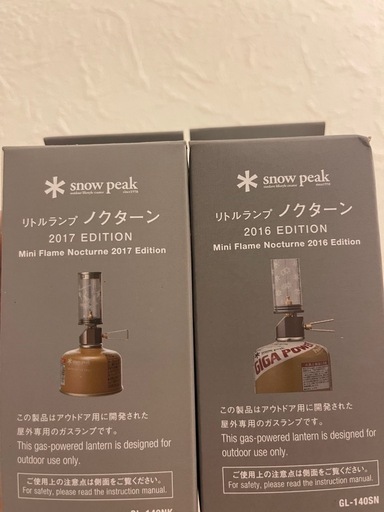 snow peak
リトルランプ ノクターン
2017 EDITION
Mini Flame Nocturne 2017 Edition
この製品はアウトドア用に開発された
屋外専用のガスランプです。
This gas-powered lantern is designed for
outdoor use only.
ご使用上の注意点は側面をご覧ください。
For safety, please read the instruction manual.
snow peak
リトルランプ ノクターン
2016 EDITION
Mini Flame Nocturne 2016 Edition
GIGA POWER
この製品はアウトドア用に開発された
屋外専用のガスランプです。
This gas-powered lantern is designed for
outdoor use only.
ご使用上の注意点は側面をご覧ください。
For safety, please read the instruction manual.
GL-140SN